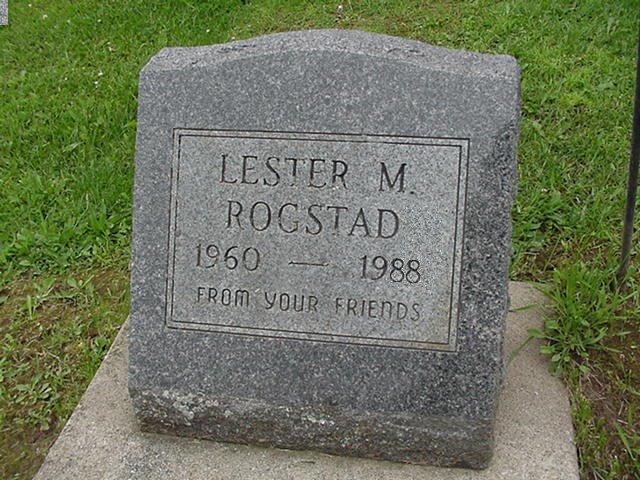 LESTER M.
ROGSTAD
1960 — 1988
FROM YOUR FRIENDS